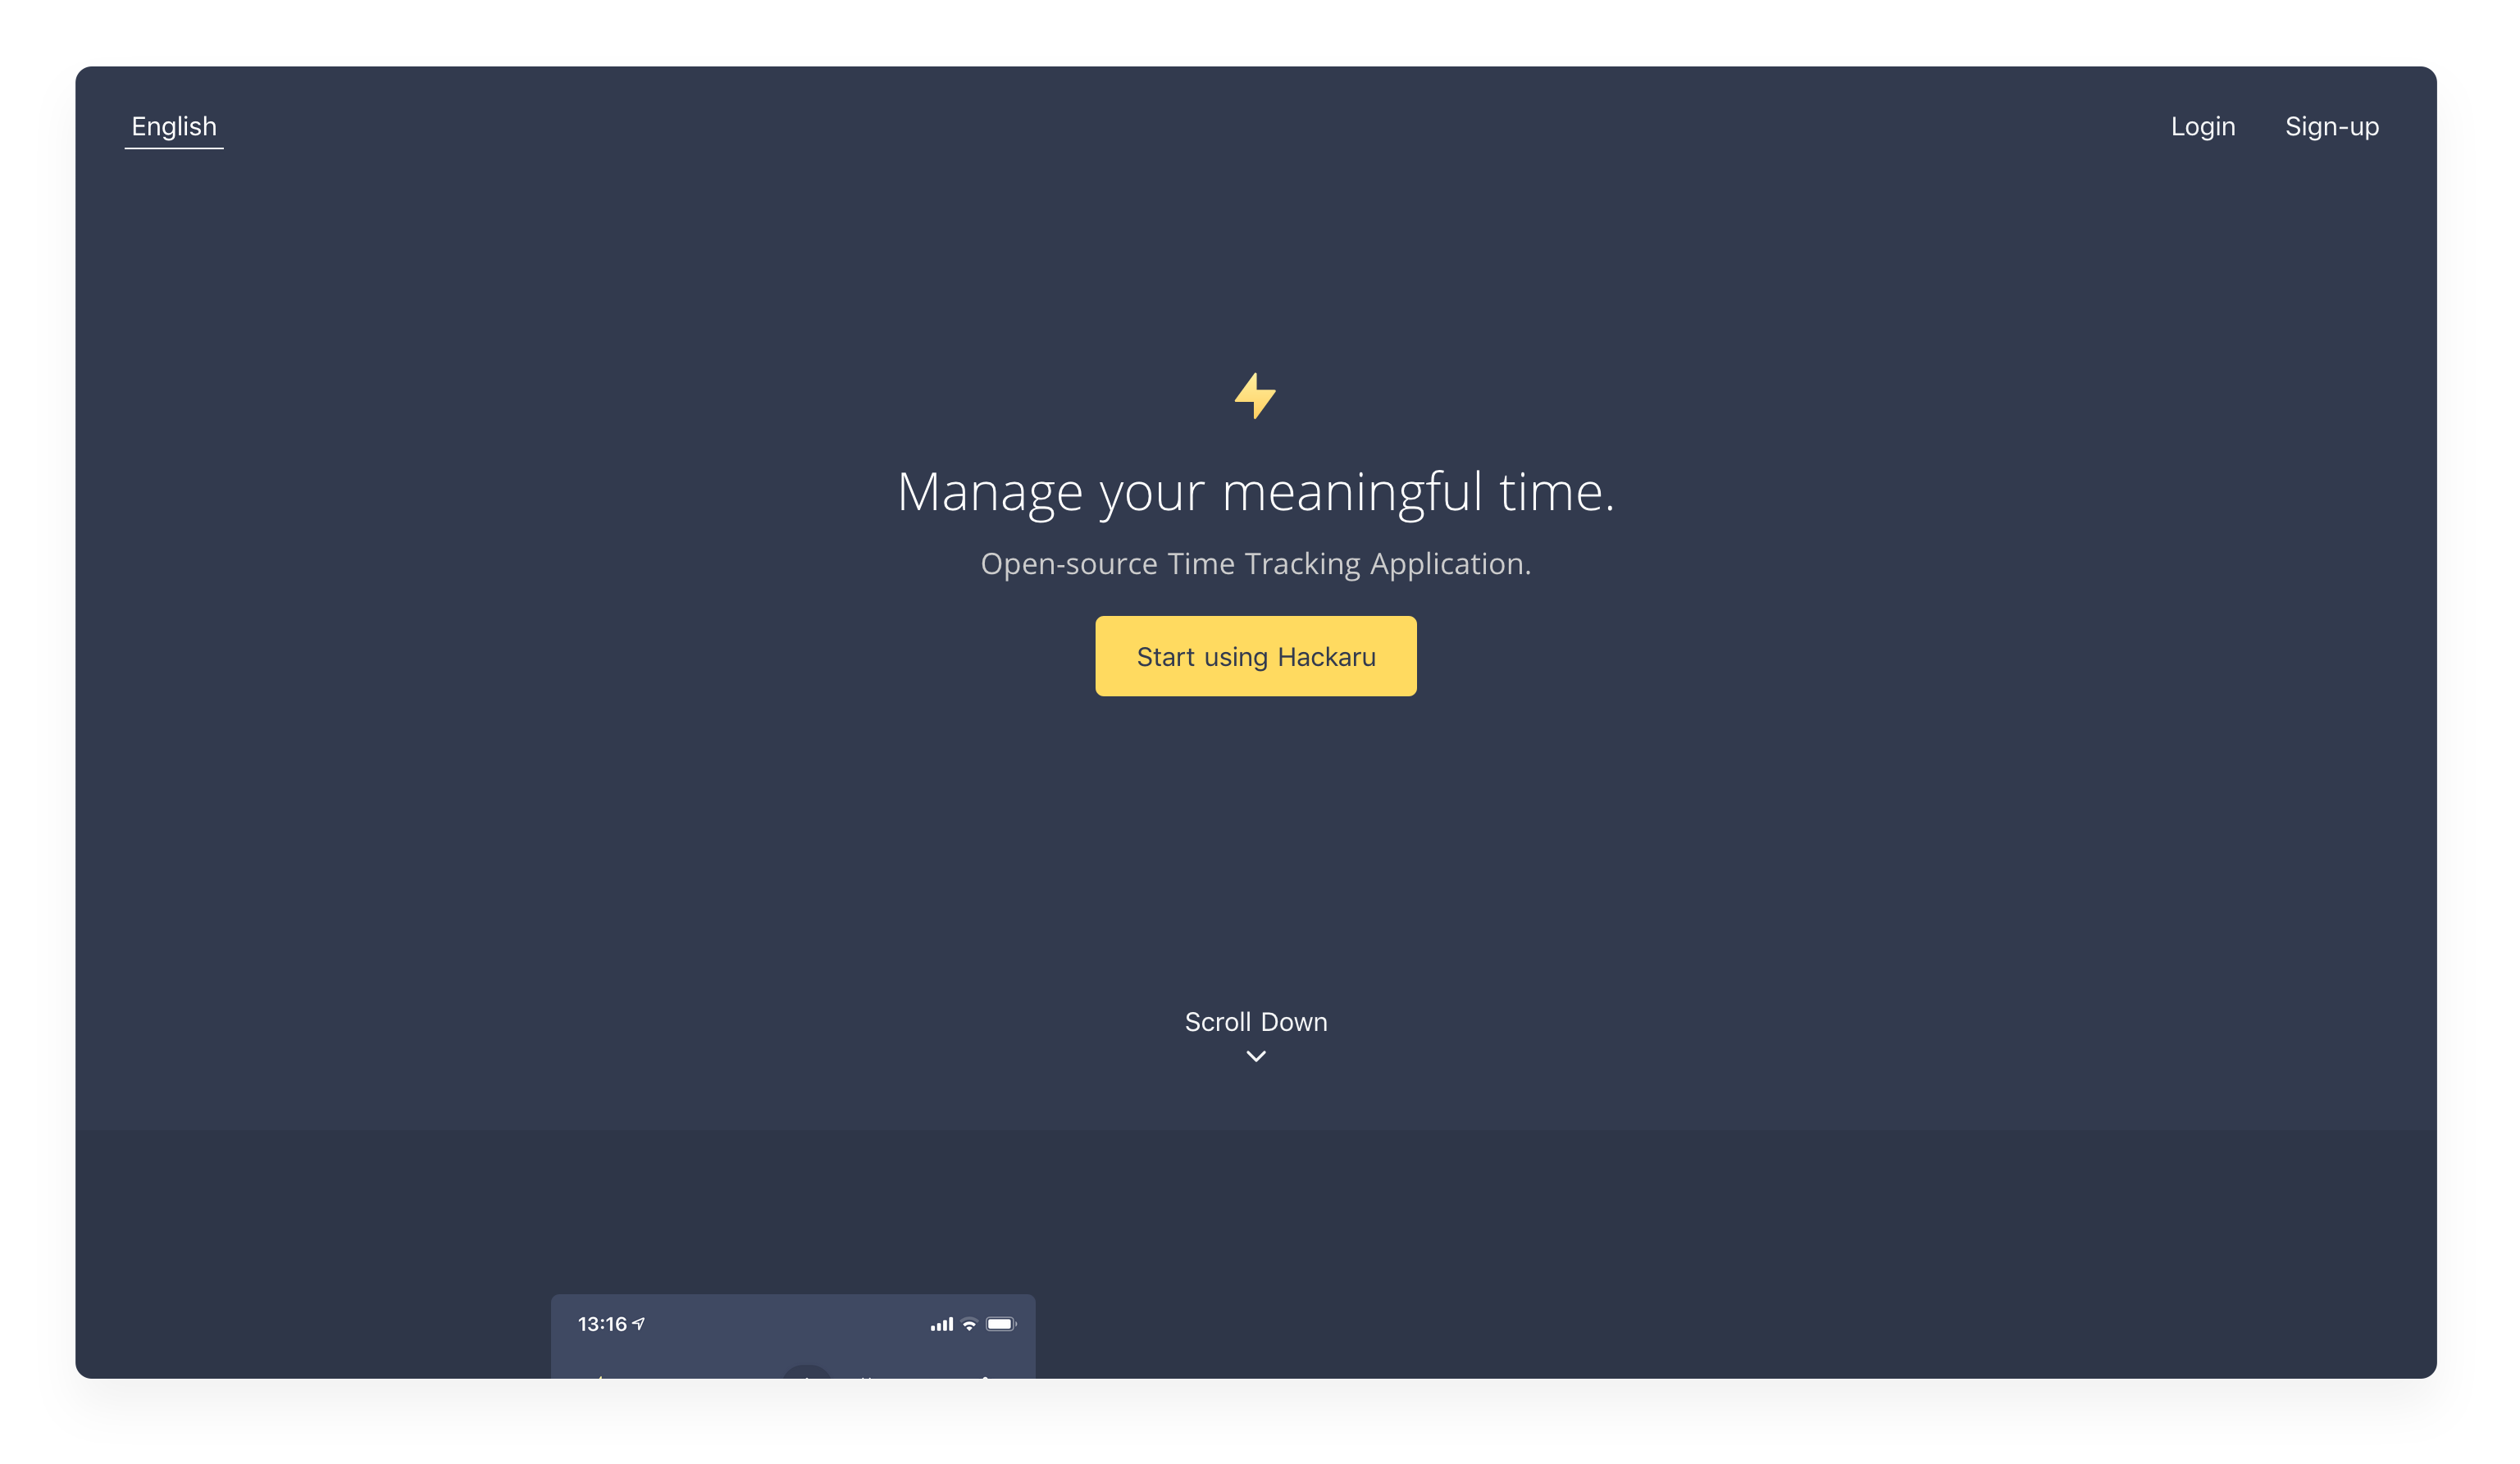 English
Login
Sign-up
Manage your meaningful time.
Open-source Time Tracking Application.
Start using Hackaru
Scroll Down
13:16